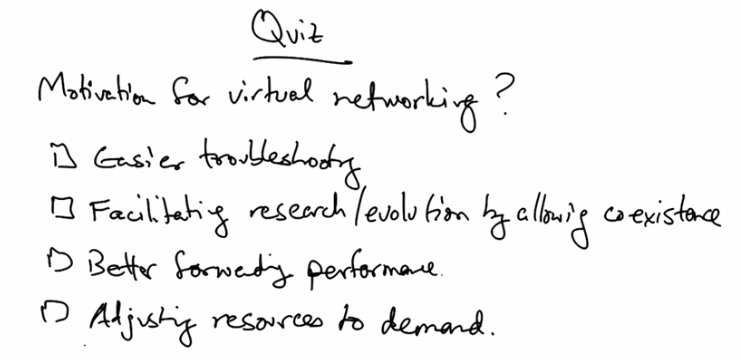 Quiz
Motivation for virtual networking?
Easier troubleshooting
Facilitating research/evolution by allowing coexistence
Better forwarding performance.
Adjusting resources to demand.